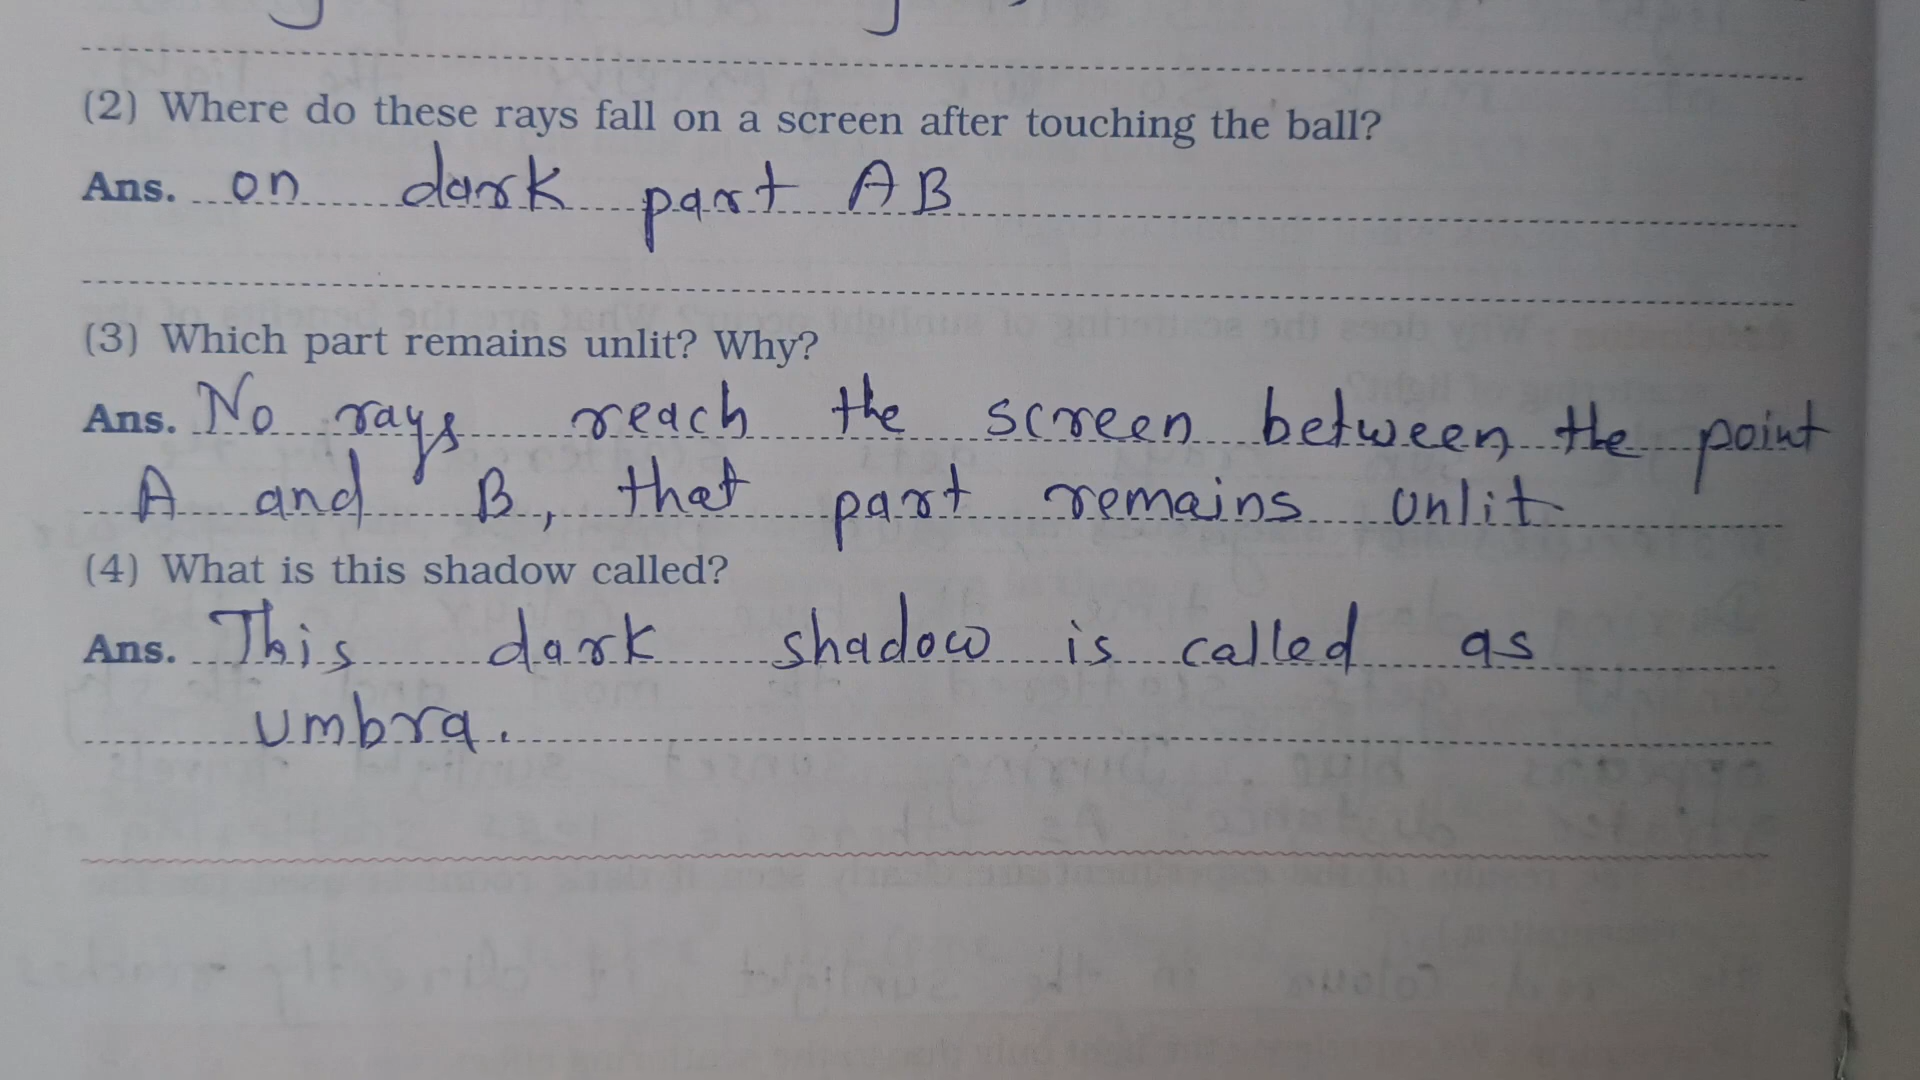 (2) Where do these rays fall on a screen after touching the ball?
Ans. on dark part AB
(3) Which part remains unlit? Why?
Ans. No rays reach the screen between the point
A and B, that part remains unlit
(4) What is this shadow called?
Ans. This dark shadow is called as
umbra.